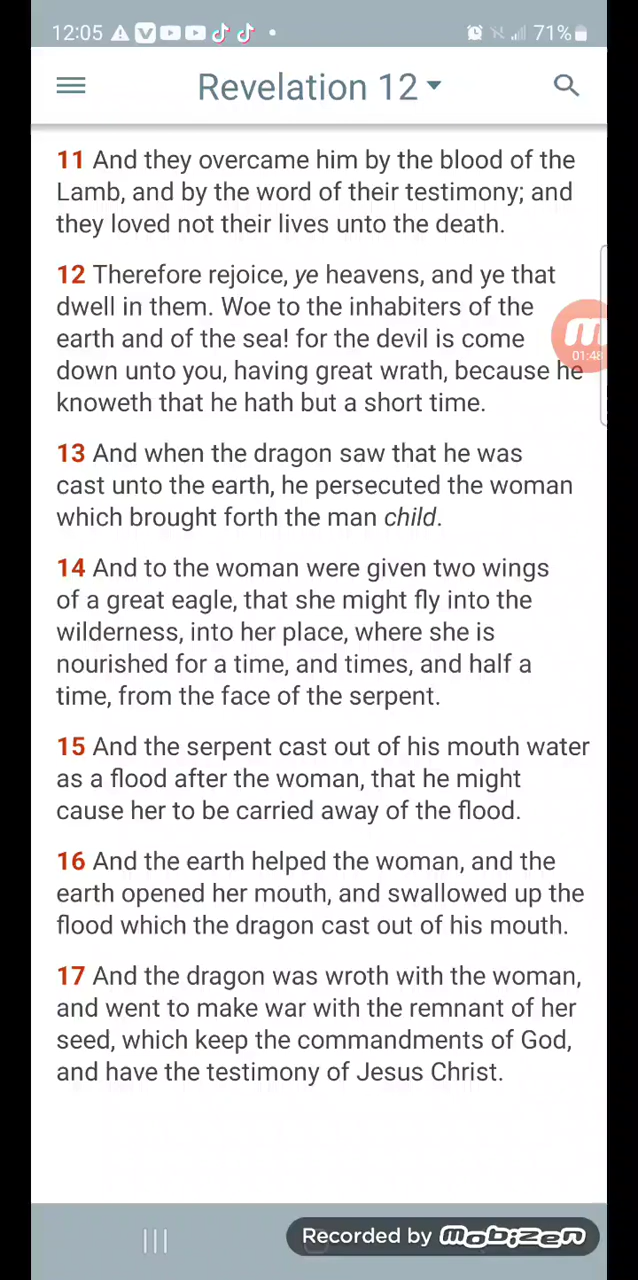 12:05
71%
Revelation 12
11 And they overcame him by the blood of the
Lamb, and by the word of their testimony; and
they loved not their lives unto the death.
12 Therefore rejoice, ye heavens, and ye that
dwell in them. Woe to the inhabiters of the
earth and of the sea! for the devil is come
down unto you, having great wrath, because he
knoweth that he hath but a short time.
01:48
13 And when the dragon saw that he was
cast unto the earth, he persecuted the woman
which brought forth the man child.
14 And to the woman were given two wings
of a great eagle, that she might fly into the
wilderness, into her place, where she is
nourished for a time, and times, and half a
time, from the face of the serpent.
15 And the serpent cast out of his mouth water
as a flood after the woman, that he might
cause her to be carried away of the flood.
16 And the earth helped the woman, and the
earth opened her mouth, and swallowed up the
flood which the dragon cast out of his mouth.
17 And the dragon was wroth with the woman,
and went to make war with the remnant of her
seed, which keep the commandments of God,
and have the testimony of Jesus Christ.
Recorded by mobizen